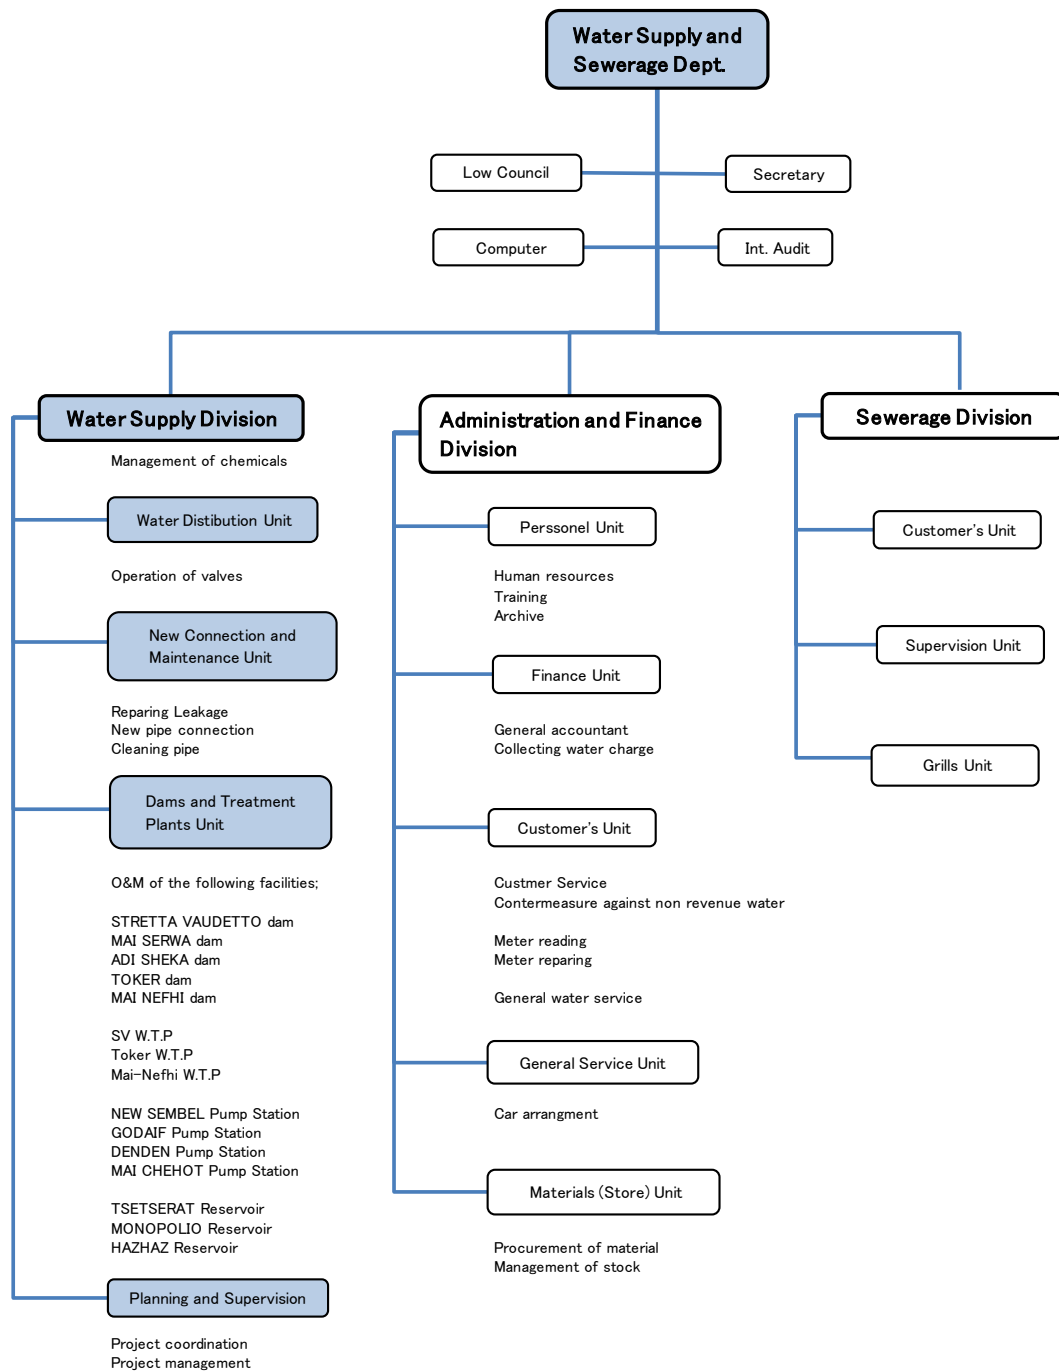 Water Supply and
Sewerage Dept.
Low Council
Secretary
Computer
Int. Audit
Water Supply Division
Management of chemicals
Water Distibution Unit
Operation of valves
New Connection and
Maintenance Unit
Reparing Leakage
New pipe connection
Cleaning pipe
Dams and Treatment
Plants Unit
O&M of the following facilities;
STRETTA VAUDETTO dam
MAI SERWA dam
ADI SHEKA dam
TOKER dam
MAI NEFHI dam
SV W.T.P
Toker W.T.P
Mai-Nefhi W.T.P
NEW SEMBEL Pump Station
GODAIF Pump Station
DENDEN Pump Station
MAI CHEHOT Pump Station
TSETSERAT Reservoir
MONOPOLIO Reservoir
HAZHAZ Reservoir
Planning and Supervision
Project coordination
Project management
Administration and Finance
Division
Perssonel Unit
Human resources
Training
Archive
Finance Unit
General accountant
Collecting water charge
Customer's Unit
Custmer Service
Contermeasure against non revenue water
Meter reading
Meter reparing
General water service
General Service Unit
Car arrangment
Materials (Store) Unit
Procurement of material
Management of stock
Sewerage Division
Customer's Unit
Supervision Unit
Grills Unit